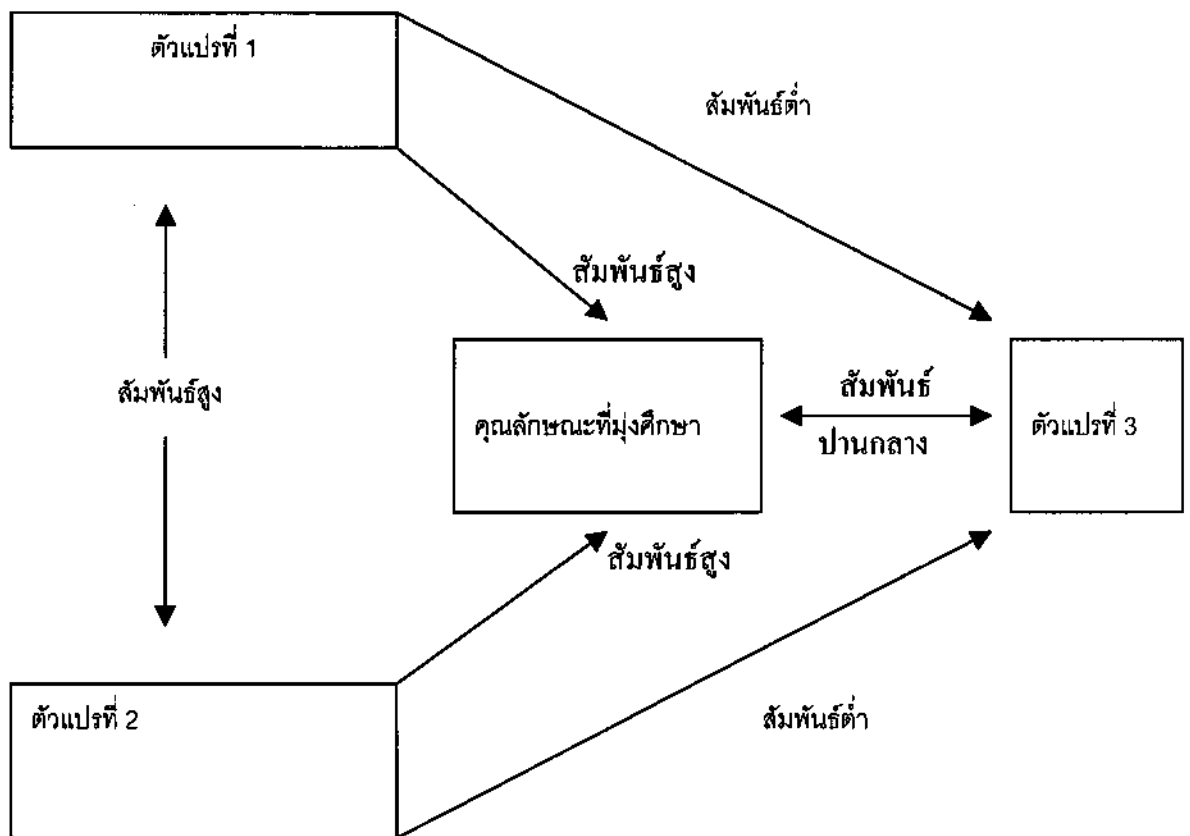 ตัวแปรที่ 1
สัมพันธ์ต่ำ
สัมพันธ์สูง
สัมพันธ์สูง
คุณลักษณะที่มุ่งศึกษา
สัมพันธ์
ปานกลาง
ตัวแปรที่ 3
สัมพันธ์สูง
ตัวแปรที่ 2
สัมพันธ์ต่ำ